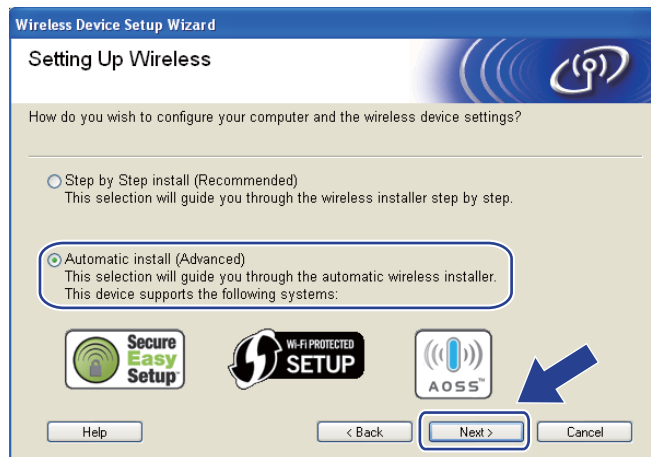 Wireless Device Setup Wizard
Setting Up Wireless
How do you wish to configure your computer and the wireless device settings?
Step by Step install (Recommended)
This selection will guide you through the wireless installer step by step.
Automatic install (Advanced)
This selection will guide you through the automatic wireless installer.
This device supports the following systems:
Secure
Easy
Setup™
Wi-Fi PROTECTED
SETUP
AOSS™
Help
< Back
Next >
Cancel